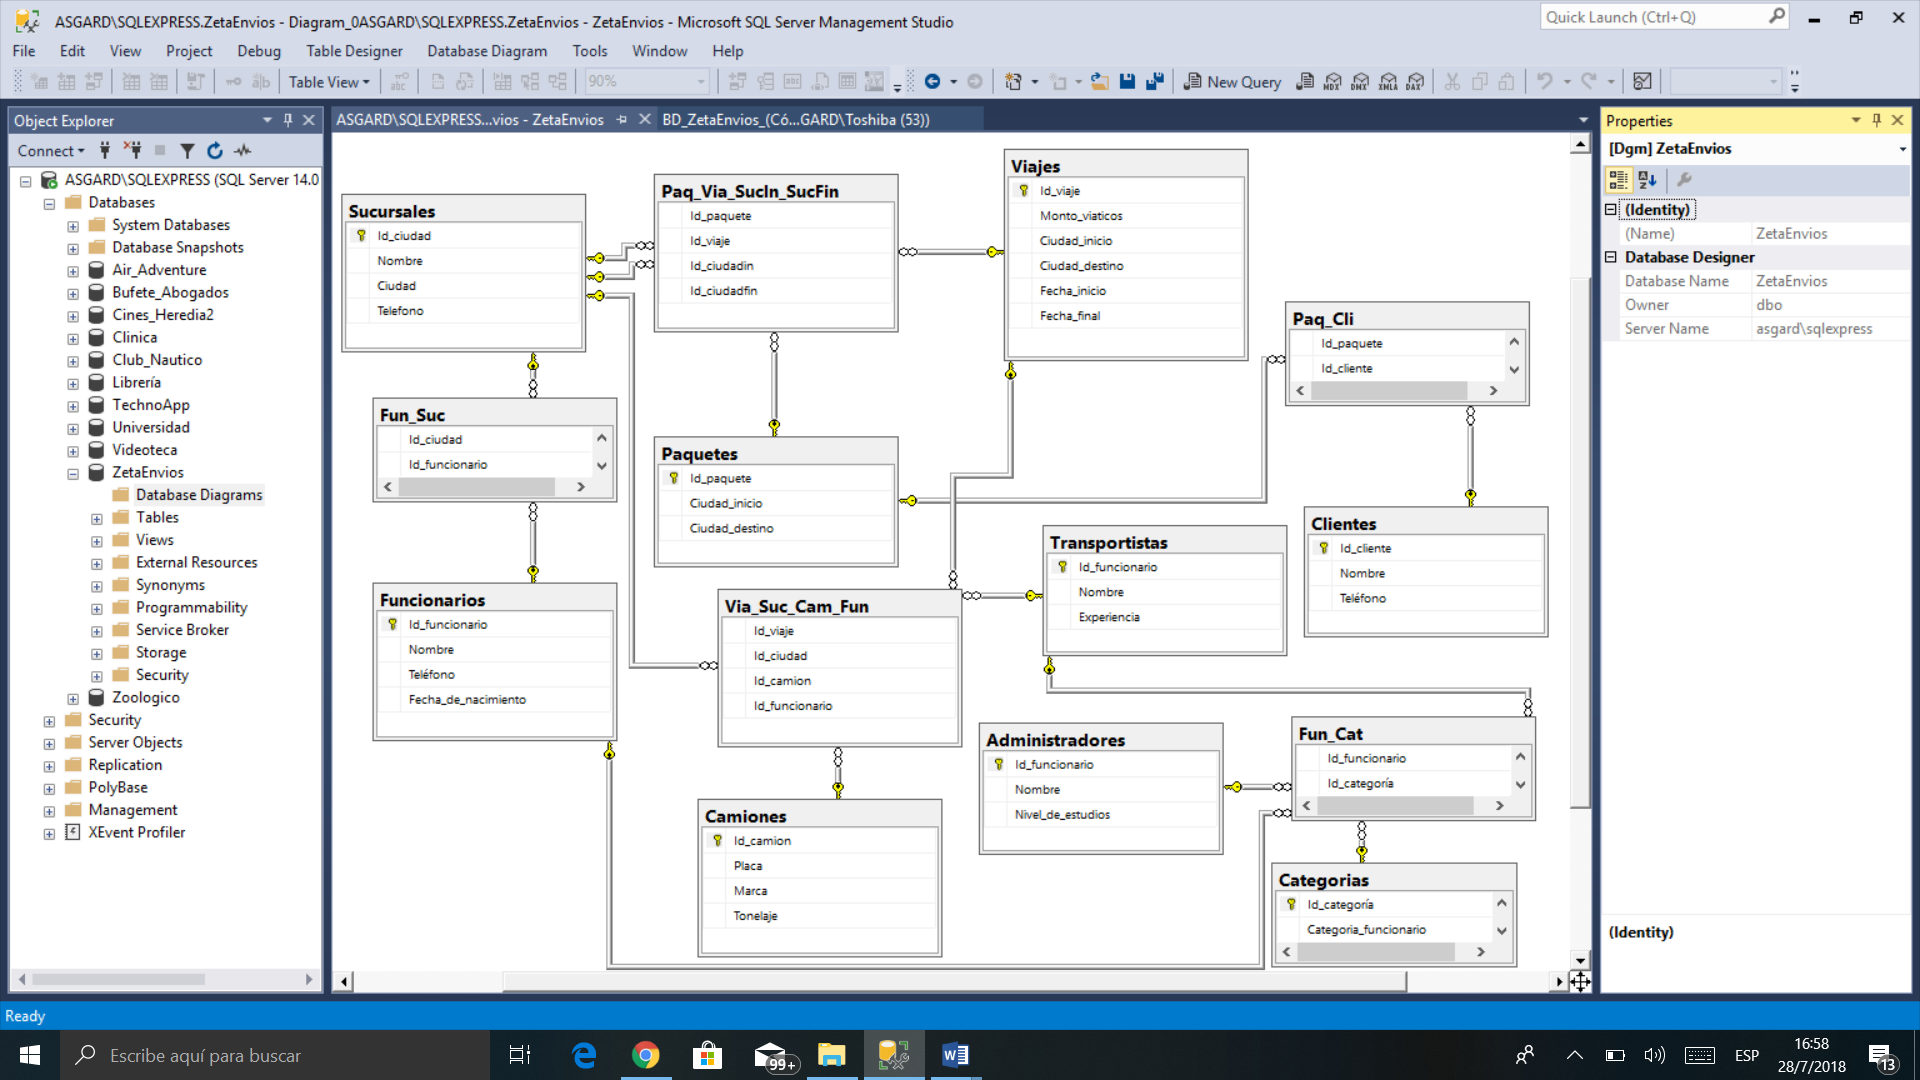 ASGARD\SQLEXPRESS.ZetaEnvios - Diagram_0ASGARD\SQLEXPRESS.ZetaEnvios - ZetaEnvios - Microsoft SQL Server Management Studio
Quick Launch (Ctrl+Q)
File Edit View Project Debug Table Designer Database Diagram Tools Window Help
Table View
90%
New Query
MDX DMX XMLA DAX
Object Explorer
Connect
ASGARD\SQLEXPRESS (SQL Server 14.0
Databases
System Databases
Database Snapshots
Air_Adventure
Bufete_Abogados
Cines_Heredia2
Clinica
Club_Nautico
Librería
TechnoApp
Universidad
Videoteca
ZetaEnvios
Database Diagrams
Tables
Views
External Resources
Synonyms
Programmability
Service Broker
Storage
Security
Zoologico
Security
Server Objects
Replication
PolyBase
Management
XEvent Profiler
ASGARD\SQLEXPRESS...vios - ZetaEnvios
BD_ZetaEnvios_(Có...GARD\Toshiba (53))
Sucursales
Id_ciudad
Nombre
Ciudad
Telefono
Paq_Via_SucIn_SucFin
Id_paquete
Id_viaje
Id_ciudadin
Id_ciudadfin
Viajes
Id_viaje
Monto_viaticos
Ciudad_inicio
Ciudad_destino
Fecha_inicio
Fecha_final
Paq_Cli
Id_paquete
Id_cliente
Fun_Suc
Id_ciudad
Id_funcionario
Paquetes
Id_paquete
Ciudad_inicio
Ciudad_destino
Transportistas
Id_funcionario
Nombre
Experiencia
Clientes
Id_cliente
Nombre
Teléfono
Funcionarios
Id_funcionario
Nombre
Teléfono
Fecha_de_nacimiento
Via_Suc_Cam_Fun
Id_viaje
Id_ciudad
Id_camion
Id_funcionario
Administradores
Id_funcionario
Nombre
Nivel_de_estudios
Fun_Cat
Id_funcionario
Id_categoría
Camiones
Id_camion
Placa
Marca
Tonelaje
Categorias
Id_categoría
Categoria_funcionario
Properties
[Dgm] ZetaEnvios
(Identity)
(Name) ZetaEnvios
Database Designer
Database Name ZetaEnvios
Owner dbo
Server Name asgard\sqlexpress
(Identity)
Ready
Escribe aquí para buscar
99+
ESP
16:58
28/7/2018
13